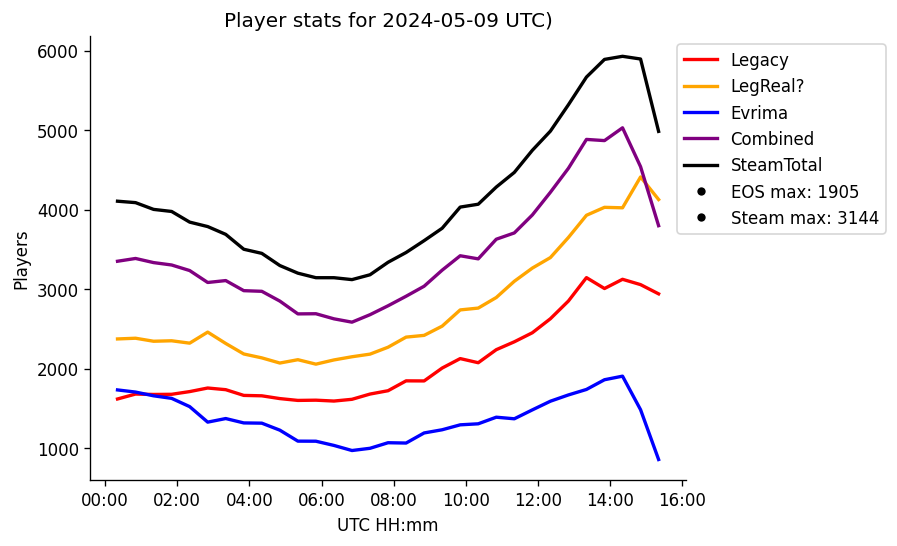 Player stats for 2024-05-09 UTC)
6000
5000
4000
3000
2000
1000
Players
00:00 02:00 04:00 06:00 08:00 10:00 12:00 14:00 16:00
UTC HH:mm
Legacy
LegReal?
Evrima
Combined
SteamTotal
EOS max: 1905
Steam max: 3144